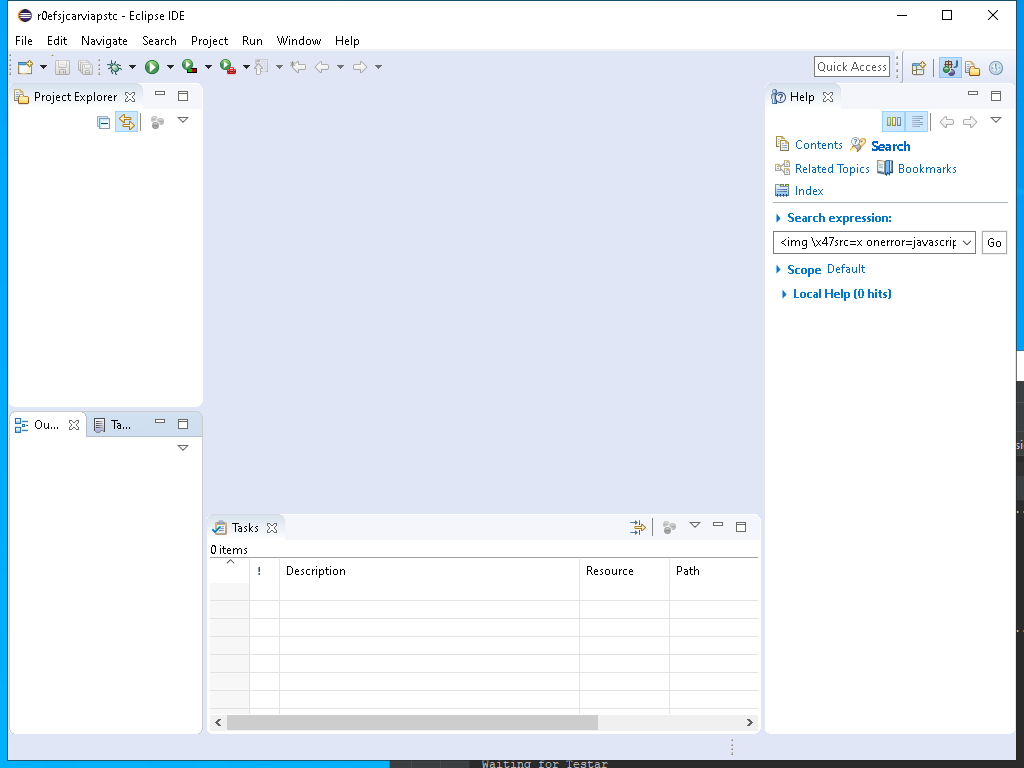 r0efsjcarviapstc - Eclipse IDE
File Edit Navigate Search Project Run Window Help
Quick Access
Project Explorer
Help
Contents Search
Related Topics Bookmarks
Index
Search expression:
<img \x47src=x onerror=javascrip Go
Scope Default
Local Help (0 hits)
Ou... Ta...
Tasks
0 items
! Description Resource Path
Waiting for Testar